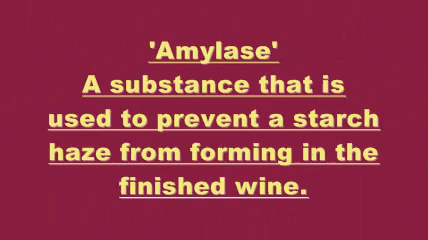 'Amylase'
A substance that is
used to prevent a starch
haze from forming in the
finished wine.